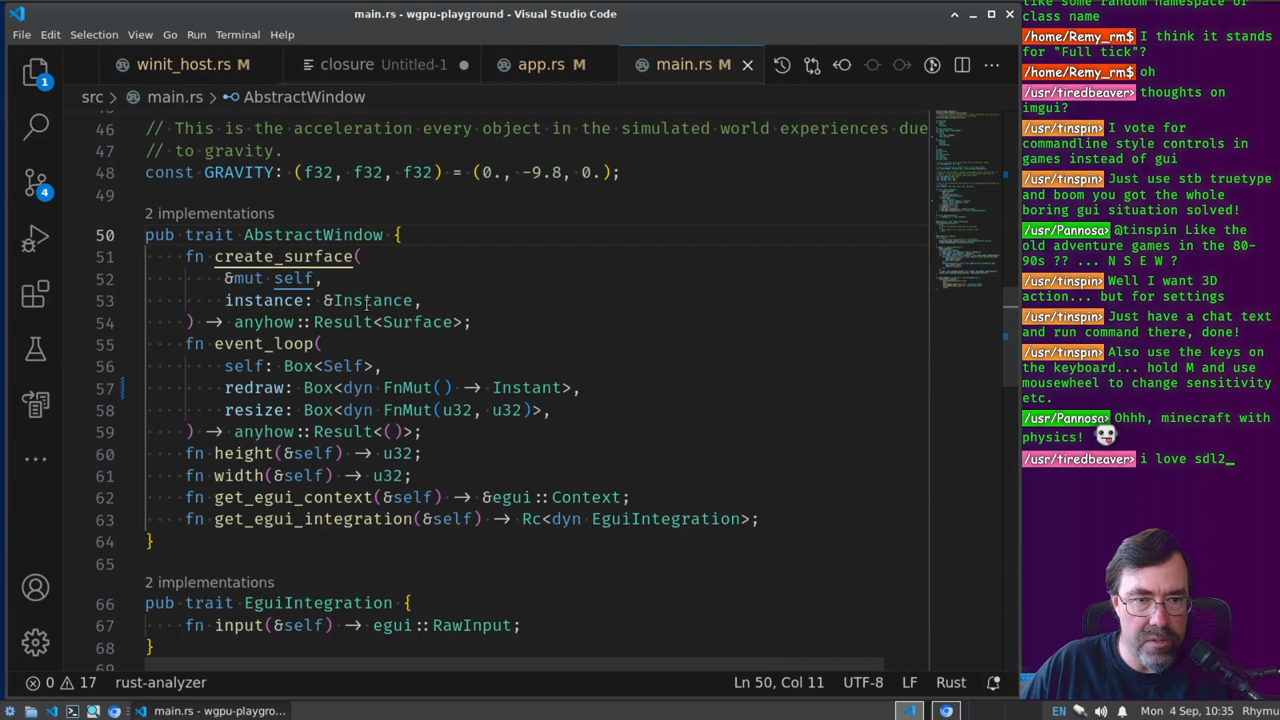 main.rs - wgpu-playground - Visual Studio Code
File Edit Selection View Go Run Terminal Help
winit_host.rs M closure Untitled-1 app.rs M main.rs M
src > main.rs > AbstractWindow
46 // This is the acceleration every object in the simulated world experiences due
47 // to gravity.
48 const GRAVITY: (f32, f32, f32) = (0., -9.8, 0.);
49
2 implementations
50 pub trait AbstractWindow {
51 fn create_surface(
52 &mut self,
53 instance: &Instance,
54 ) → anyhow::Result<Surface>;
55 fn event_loop(
56 self: Box<Self>,
57 redraw: Box<dyn FnMut() → Instant>,
58 resize: Box<dyn FnMut(u32, u32)>,
59 ) → anyhow::Result<()>;
60 fn height(&self) → u32;
61 fn width(&self) → u32;
62 fn get_egui_context(&self) → &egui::Context;
63 fn get_egui_integration(&self) → Rc<dyn EguiIntegration>;
64 }
65
2 implementations
66 pub trait EguiIntegration {
67 fn input(&self) → egui::RawInput;
68 }
69
1
4
0 17 rust-analyzer Ln 50, Col 11 UTF-8 LF Rust
main.rs - wgpu-playgro... EN Mon 4 Sep, 10:35 Rhymu
like some random namespace or
class name
/home/Remy_rm$ I think it stands
for "Full tick"?
/home/Remy_rm$ oh
/usr/tiredbeaver> thoughts on
imgui?
/usr/tinspin> I vote for
commandline style controls in
games instead of gui
/usr/tinspin> Just use stb truetype
and boom you got the whole
boring gui situation solved!
/usr/Pannosa> @tinspin Like the
old adventure games in the 80-
90s ?? ... N S E W ?
/usr/tinspin> Well I want 3D
action... but for settings
/usr/tinspin> Just have a chat text
and run command there, done!
/usr/tinspin> Also use the keys on
the keyboard... hold M and use
mousewheel to change sensitivity
etc.
/usr/Pannosa> Ohhh, minecraft with
physics!
/usr/tiredbeaver> i love sdl2_